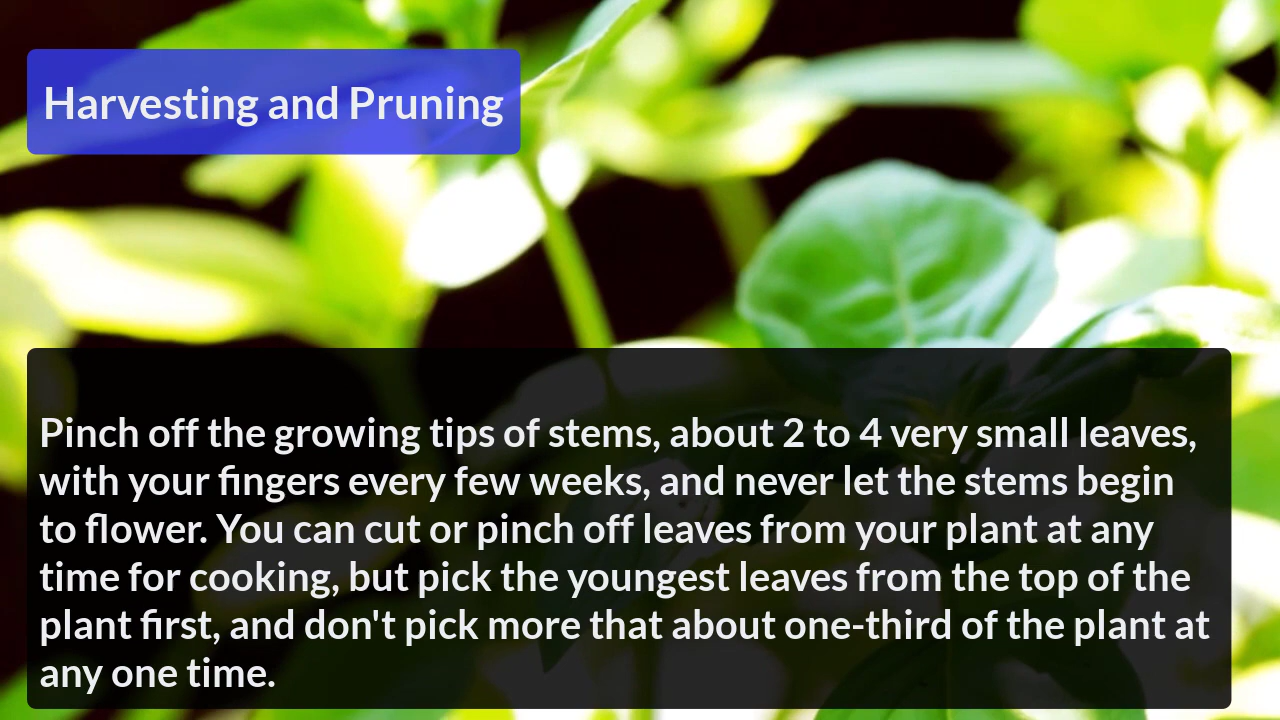 Harvesting and Pruning
Pinch off the growing tips of stems, about 2 to 4 very small leaves,
with your fingers every few weeks, and never let the stems begin
to flower. You can cut or pinch off leaves from your plant at any
time for cooking, but pick the youngest leaves from the top of the
plant first, and don't pick more that about one-third of the plant at
any one time.